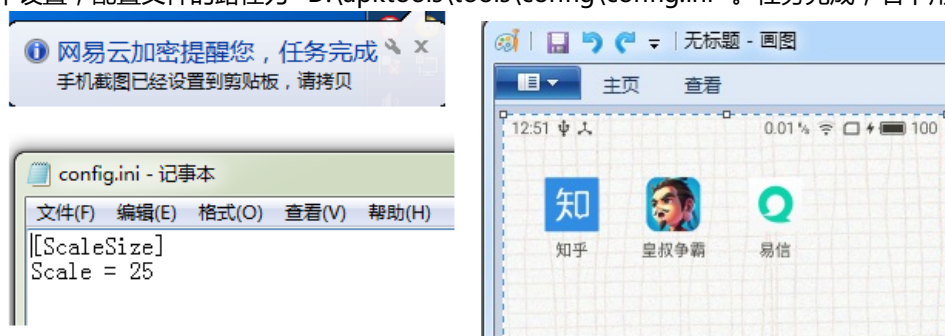 网易云加密提醒您,任务完成
手机截图已经设置到剪贴板,请拷贝
config.ini - 记事本
文件(F) 编辑(E) 格式(O) 查看(V) 帮助(H)
[ScaleSize]
Scale = 25
无标题 - 画图
主页 查看
12:51 0.01 100
知
知乎 皇叔争霸 易信